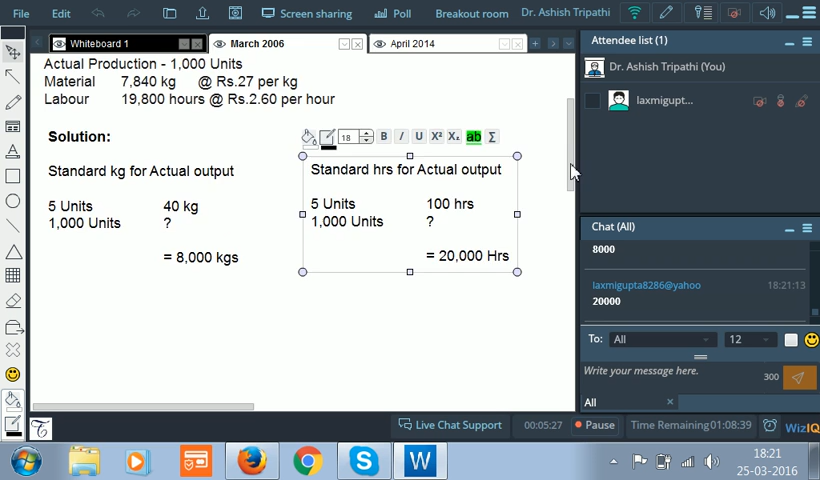 File Edit Screen sharing Poll Breakout room Dr. Ashish Tripathi
Whiteboard 1 March 2006 April 2014
Attendee list (1)
Dr. Ashish Tripathi (You)
laxmigupt...
Actual Production - 1,000 Units
Material 7,840 kg @ Rs.27 per kg
Labour 19,800 hours @ Rs.2.60 per hour
Solution:
18 B I U X² Xₓ ab Σ
Standard kg for Actual output
5 Units 40 kg
1,000 Units ?
= 8,000 kgs
Standard hrs for Actual output
5 Units 100 hrs
1,000 Units ?
= 20,000 Hrs
Chat (All)
8000
laxmigupta8286@yahoo 18:21:13
20000
To: All 12
Write your message here. 300
All
Live Chat Support 00:05:27 Pause Time Remaining 01:08:39 WizIQ
18:21
25-03-2016